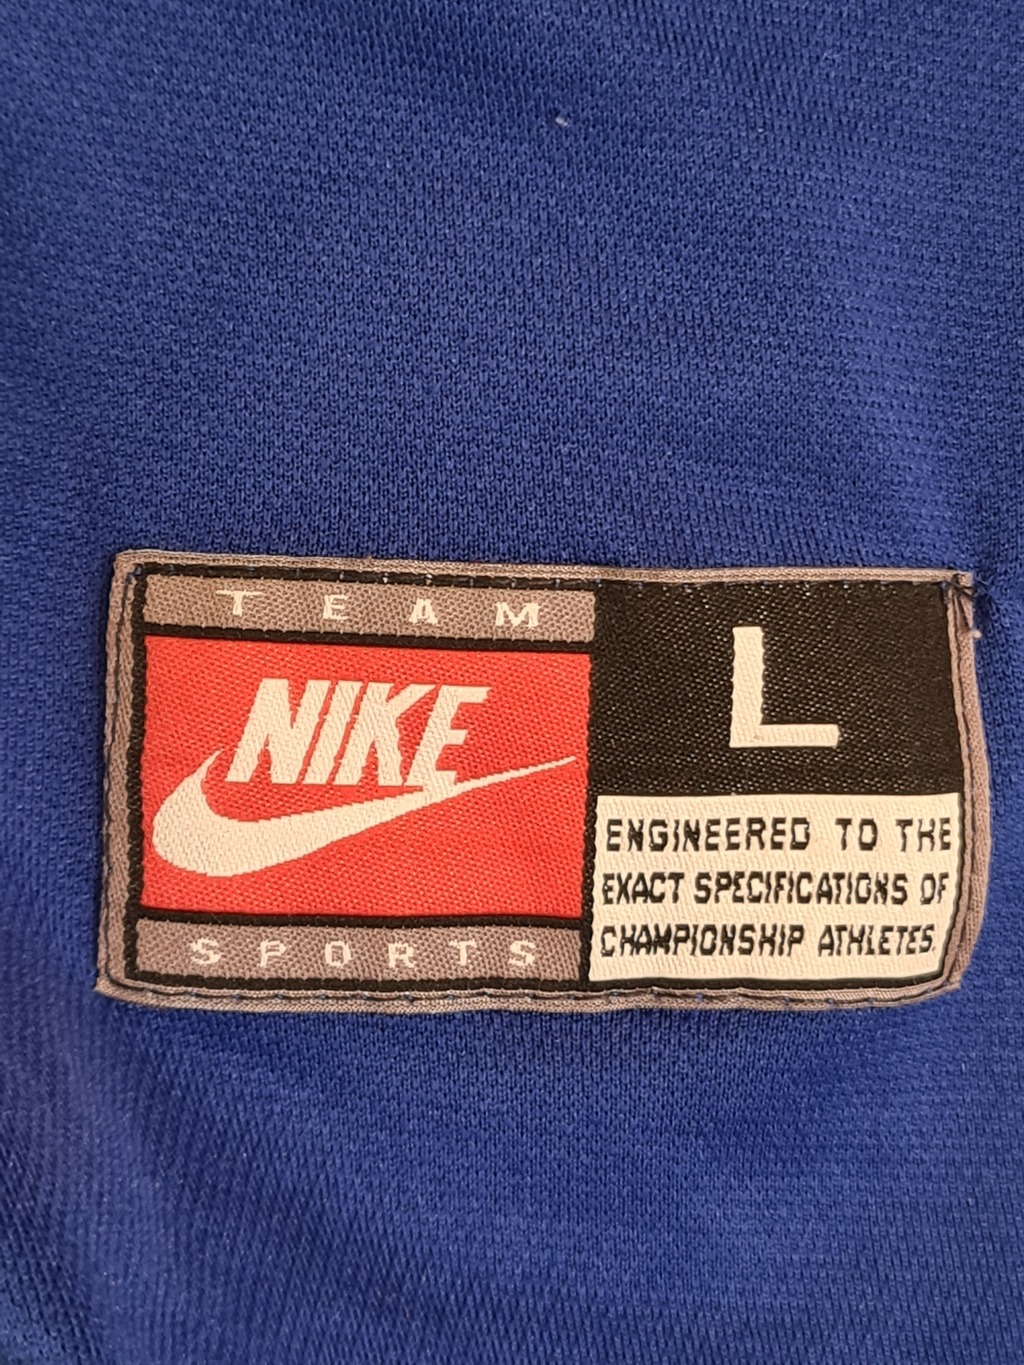 TEAM
NIKE
SPORTS
L
ENGINEERED TO THE
EXACT SPECIFICATIONS OF
CHAMPIONSHIP ATHLETES.